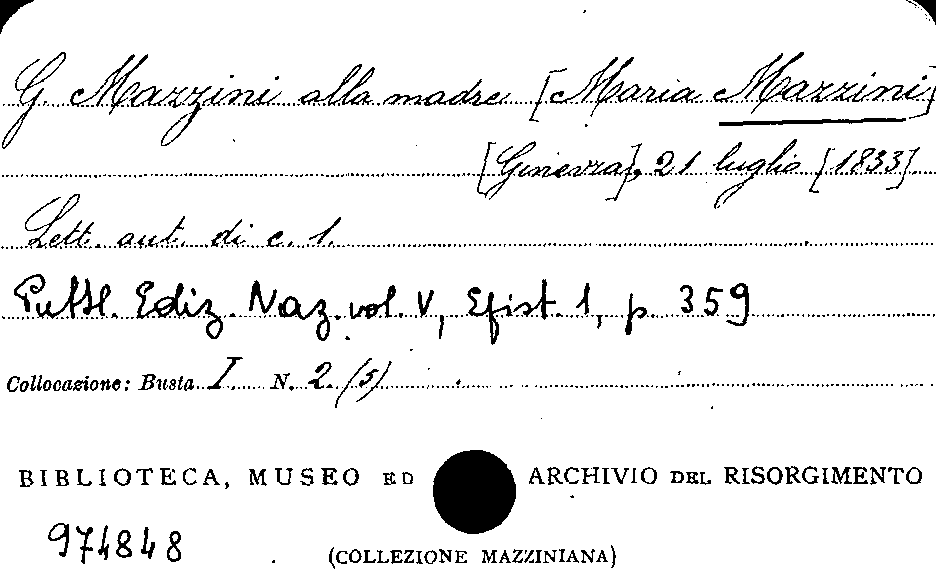 G. Mazzini alla madre [Maria Mazzini]
[Ginevra], 21 luglio [1833]
Lett. aut. di c. 1.
Pubbl. Ediz. Naz. vol. V, Epist. 1, p. 359
Collocazione: Busta I N. 2. (5)
BIBLIOTECA, MUSEO ED ARCHIVIO DEL RISORGIMENTO
974848
(COLLEZIONE MAZZINIANA)